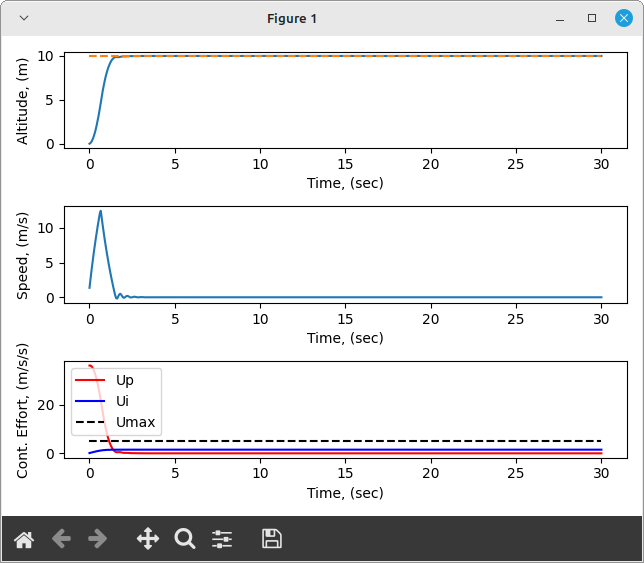 Figure 1
Altitude, (m)
10
5
0
0 5 10 15 20 25 30
Time, (sec)
Speed, (m/s)
10
0
0 5 10 15 20 25 30
Time, (sec)
Cont. Effort, (m/s/s)
20
0
Up
Ui
Umax
0 5 10 15 20 25 30
Time, (sec)